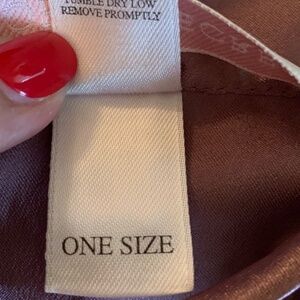 TUMBLE DRY LOW
REMOVE PROMPTLY
ONE SIZE